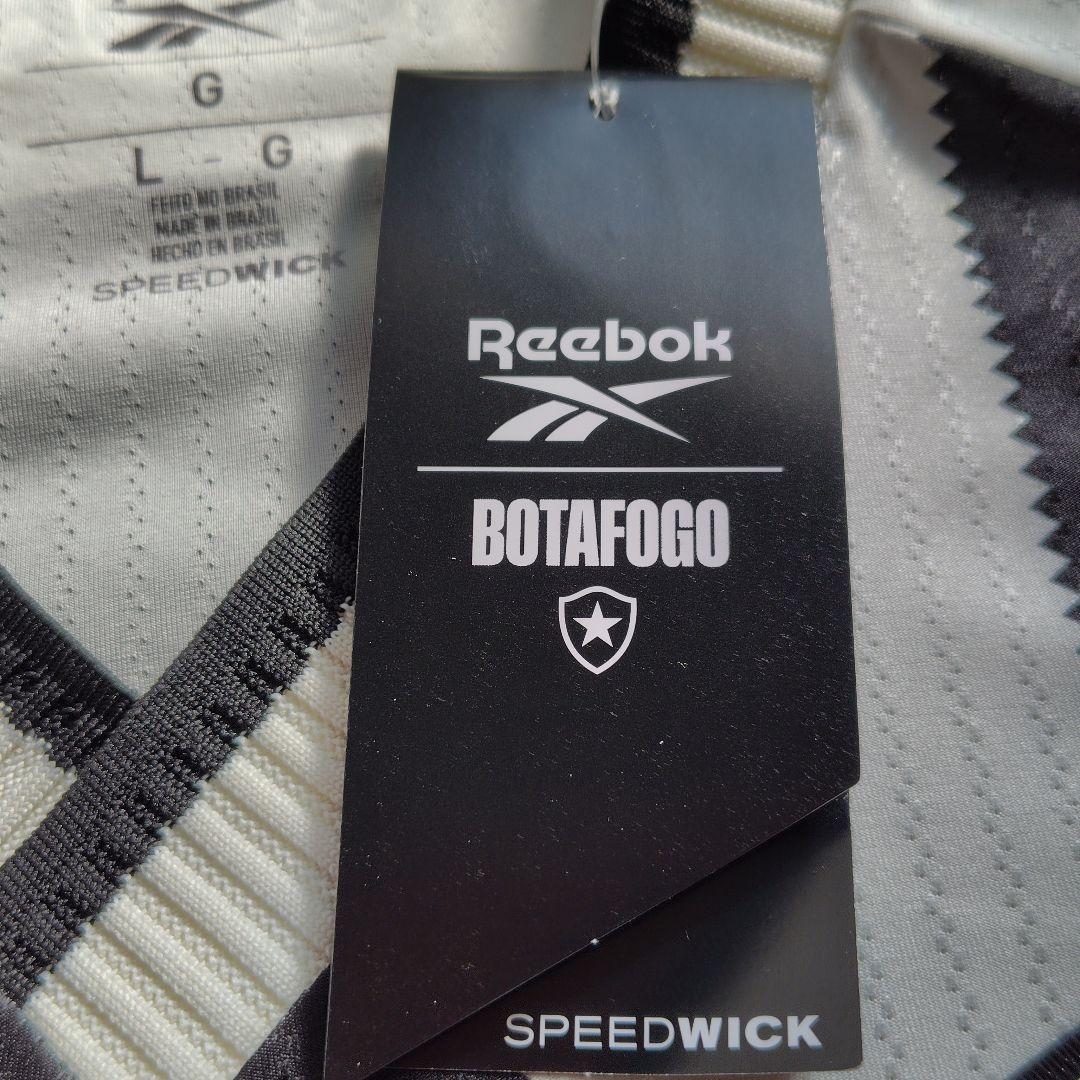 G
L - G
FEITO NO BRASIL
MADE IN BRAZIL
HECHO EN BRASIL
SPEEDWICK
Reebok
BOTAFOGO
SPEEDWICK